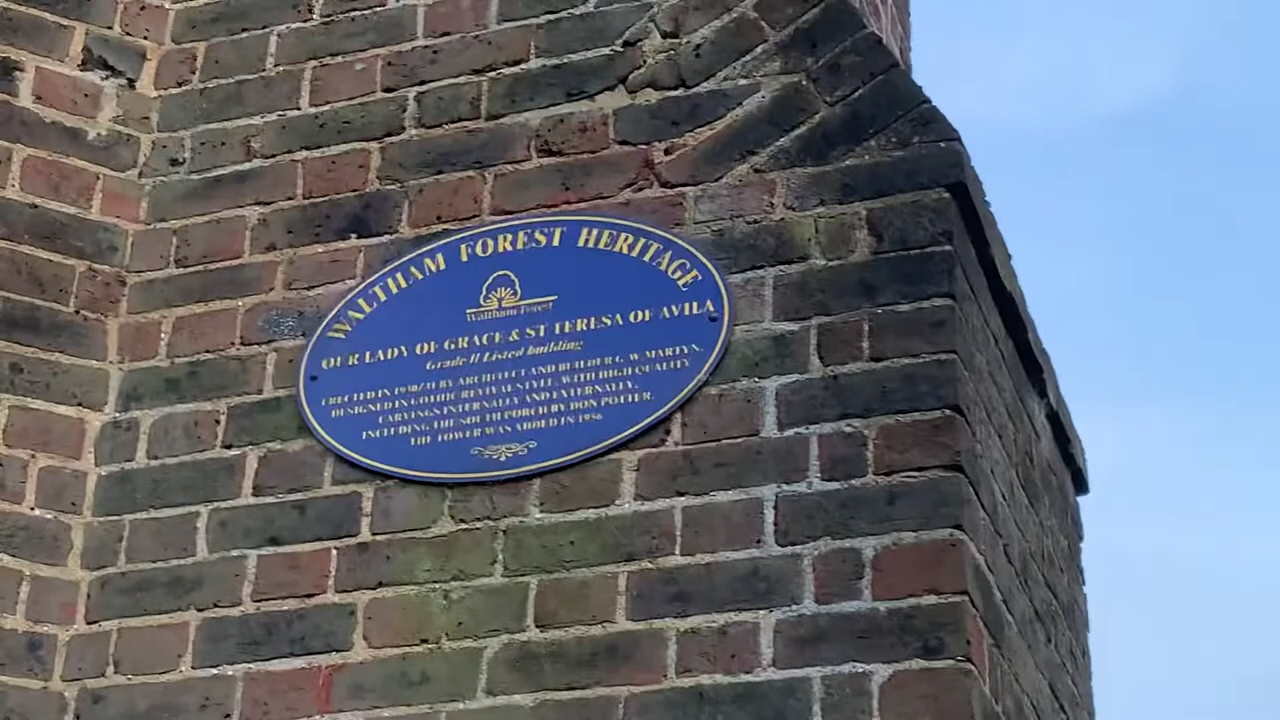 WALTHAM FOREST HERITAGE
Waltham Forest
OUR LADY OF GRACE & ST TERESA OF AVILA
Grade II Listed building
ERECTED IN 1930/31 BY ARCHITECT AND BUILDER G. W. MARTYN.
DESIGNED IN GOTHIC REVIVAL STYLE, WITH HIGH QUALITY
CARVINGS INTERNALLY AND EXTERNALLY,
INCLUDING THE SOUTH PORCH BY DON POTTER.
THE TOWER WAS ADDED IN 1956